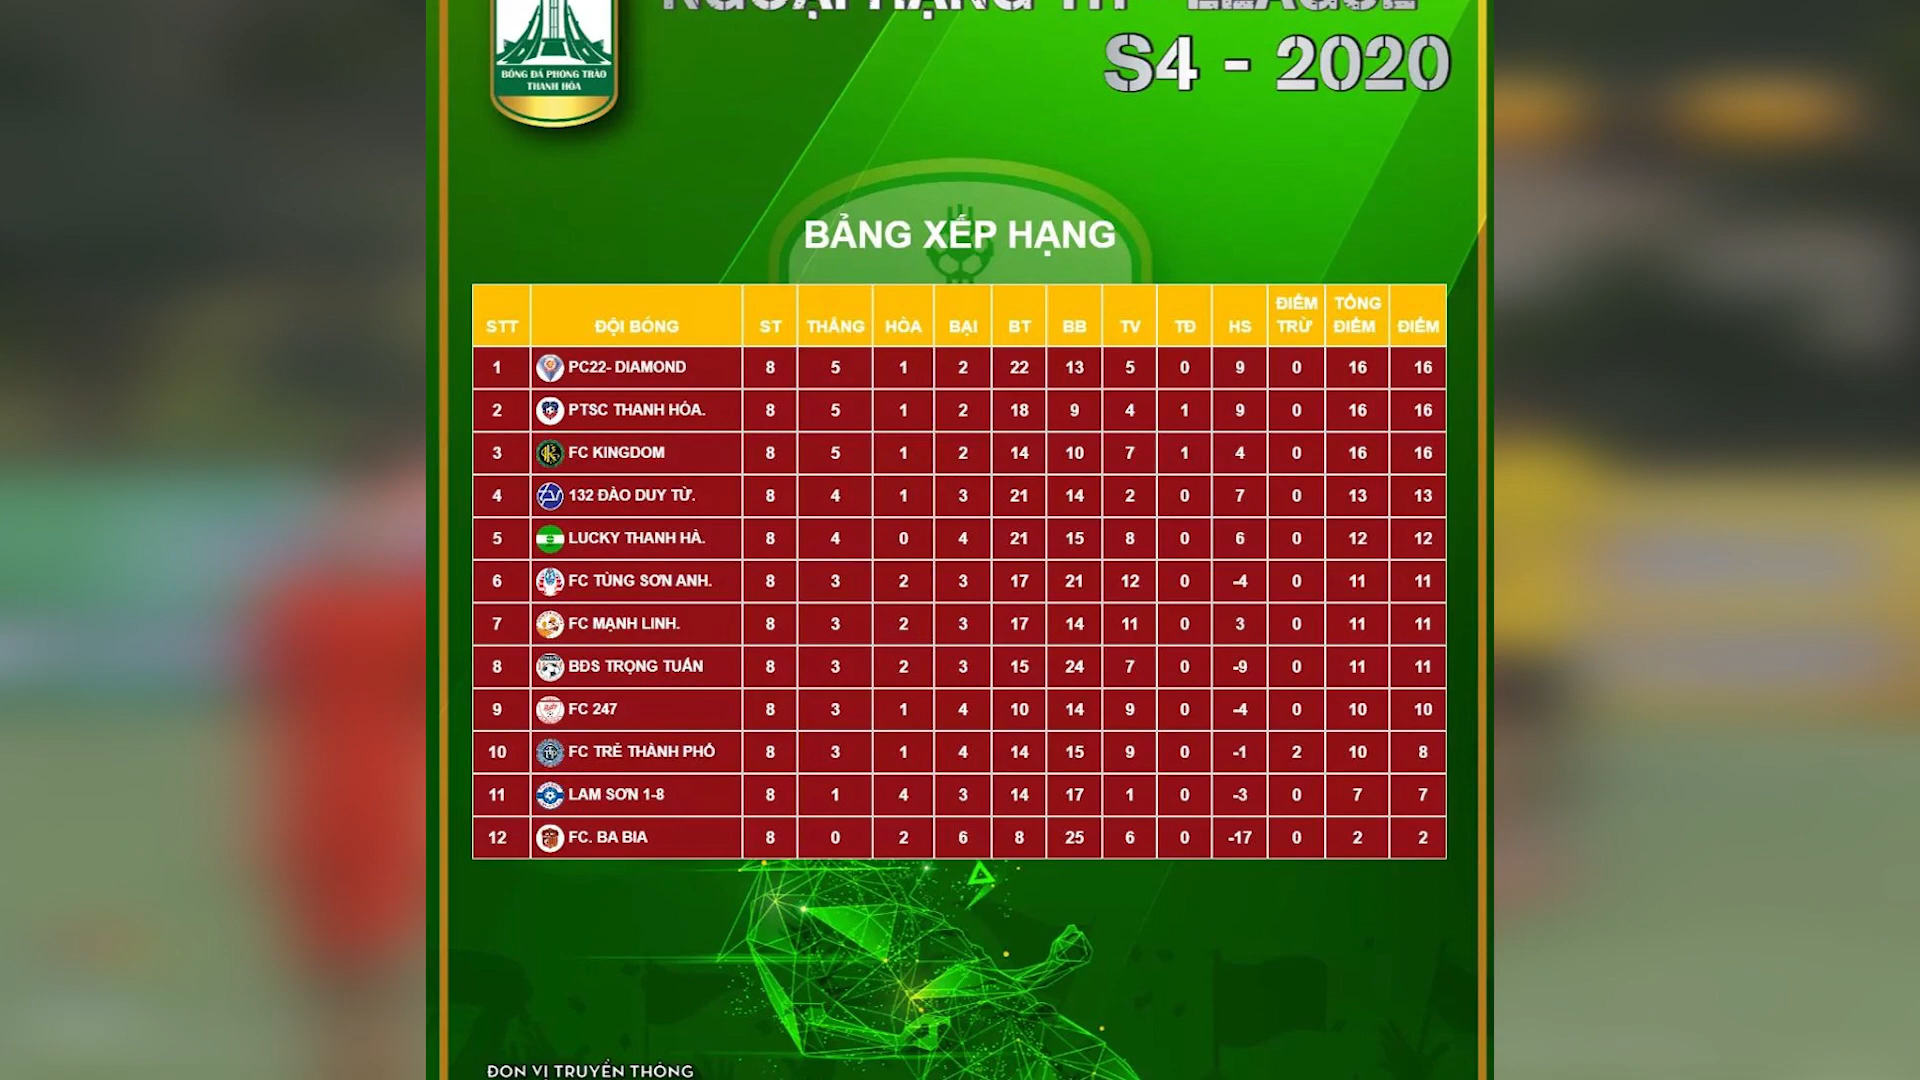 NGOẠI HẠNG TH - LEAGUE
S4 - 2020
BÓNG ĐÁ PHONG TRÀO
THANH HÓA
BẢNG XẾP HẠNG
STT ĐỘI BÓNG ST THẮNG HÒA BẠI BT BB TV TĐ HS ĐIỂM TRỪ TỔNG ĐIỂM ĐIỂM
1 PC22- DIAMOND 8 5 1 2 22 13 5 0 9 0 16 16
2 PTSC THANH HÓA. 8 5 1 2 18 9 4 1 9 0 16 16
3 FC KINGDOM 8 5 1 2 14 10 7 1 4 0 16 16
4 132 ĐÀO DUY TỪ. 8 4 1 3 21 14 2 0 7 0 13 13
5 LUCKY THANH HÀ. 8 4 0 4 21 15 8 0 6 0 12 12
6 FC TÙNG SƠN ANH. 8 3 2 3 17 21 12 0 -4 0 11 11
7 FC MẠNH LINH. 8 3 2 3 17 14 11 0 3 0 11 11
8 BĐS TRỌNG TUẤN 8 3 2 3 15 24 7 0 -9 0 11 11
9 FC 247 8 3 1 4 10 14 9 0 -4 0 10 10
10 FC TRẺ THÀNH PHỐ 8 3 1 4 14 15 9 0 -1 2 10 8
11 LAM SƠN 1-8 8 1 4 3 14 17 1 0 -3 0 7 7
12 FC. BA BIA 8 0 2 6 8 25 6 0 -17 0 2 2
ĐƠN VỊ TRUYỀN THÔNG